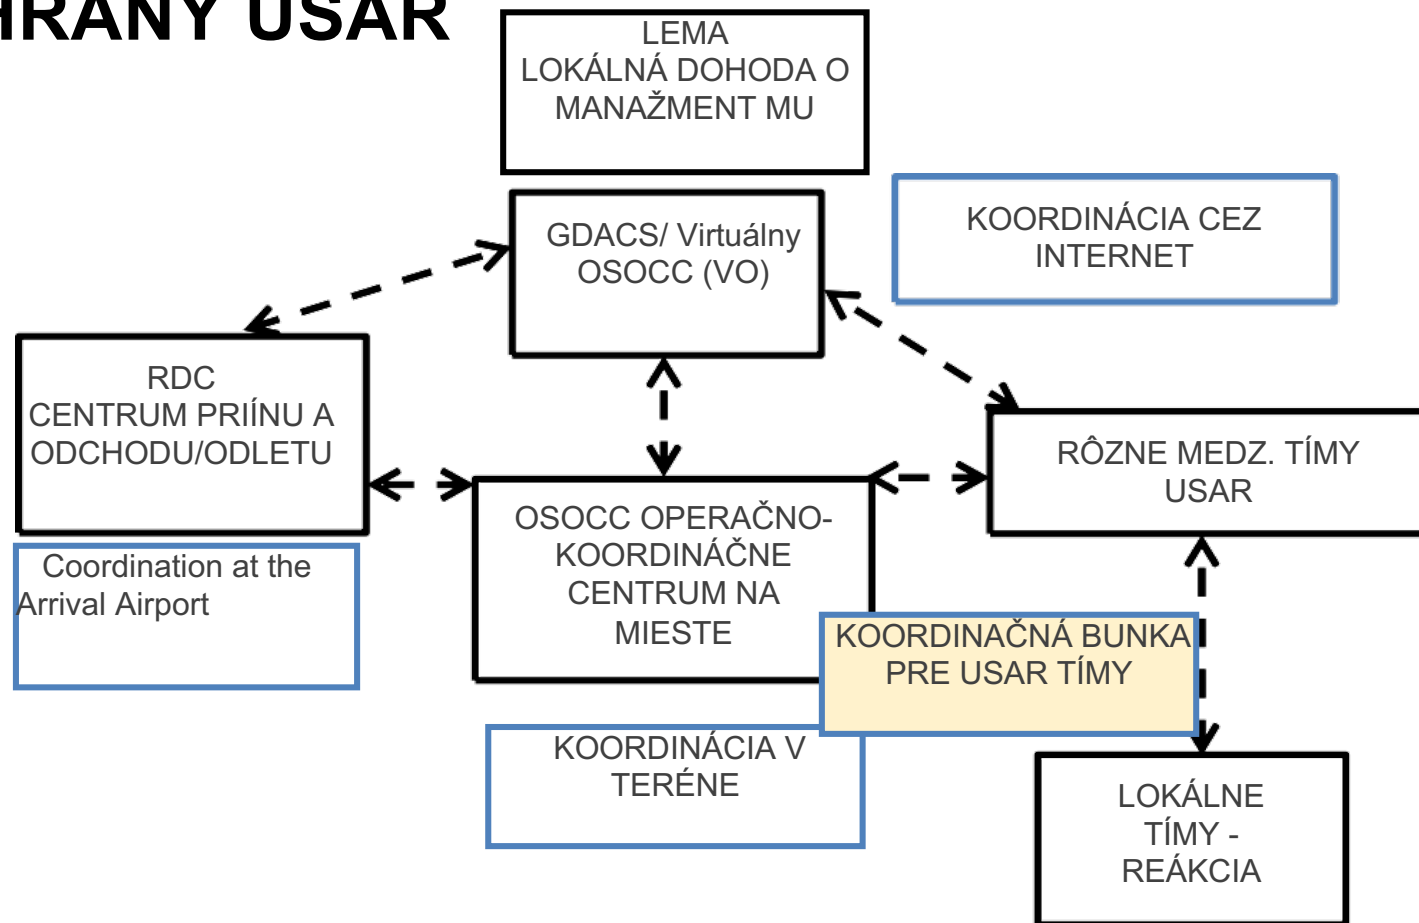 HRANY USAR
LEMA
LOKÁLNÁ DOHODA O
MANAŽMENT MU
GDACS/ Virtuálny
OSOCC (VO)
KOORDINÁCIA CEZ
INTERNET
RDC
CENTRUM PRIÍNU A
ODCHODU/ODLETU
RÔZNE MEDZ. TÍMY
USAR
OSOCC OPERAČNO-
KOORDINÁČNE
CENTRUM NA
MIESTE
Coordination at the
Arrival Airport
KOORDINAČNÁ BUNKA
PRE USAR TÍMY
KOORDINÁCIA V
TERÉNE
LOKÁLNE
TÍMY -
REÁKCIA